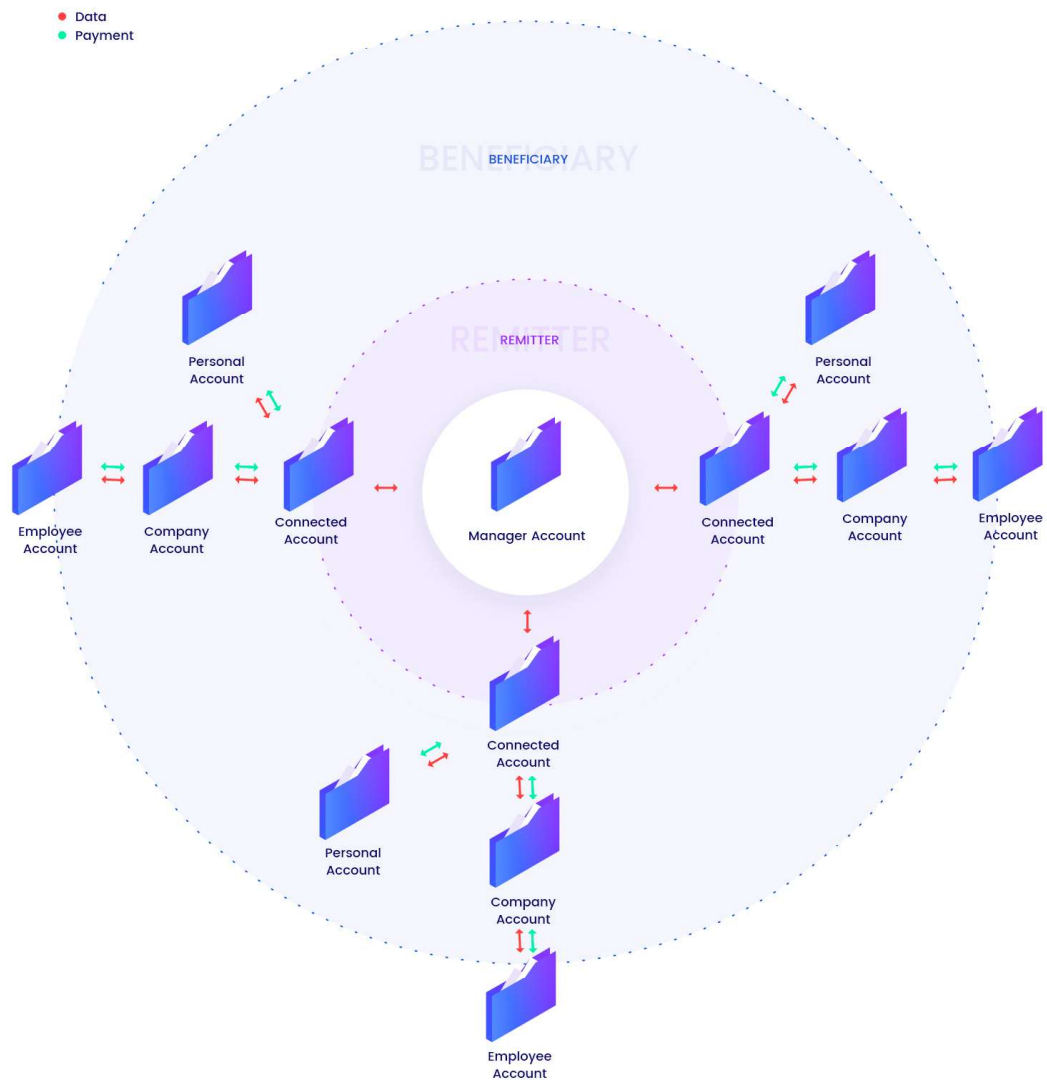 Data
Payment
BENEFICIARY
BENEFICIARY
REMITTER
REMITTER
Personal
Account
Personal
Account
Employee
Account
Company
Account
Connected
Account
Manager Account
Connected
Account
Company
Account
Employee
Account
Connected
Account
Personal
Account
Company
Account
Employee
Account